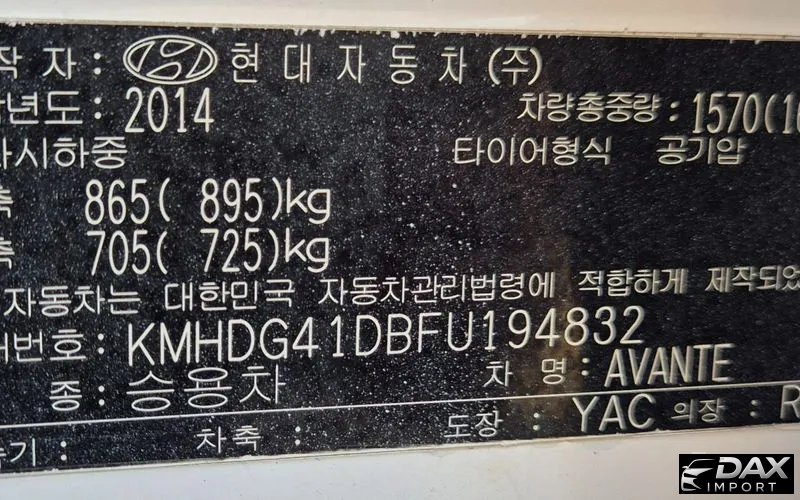 작 자 : 현 대 자 동 차 (주)
년도 : 2014 차량총중량 : 1570(1
시하중 타이어형식 공기압
축 865( 895)kg
축 705( 725)kg
자동차는 대한민국 자동차관리법령에 적합하게 제작되었
번호 : KMHDG41DBFU194832
종 : 승용차 차 명 : AVANTE
기 : 차축 : 도장 : YAC 의장 : R
DAX
IMPORT